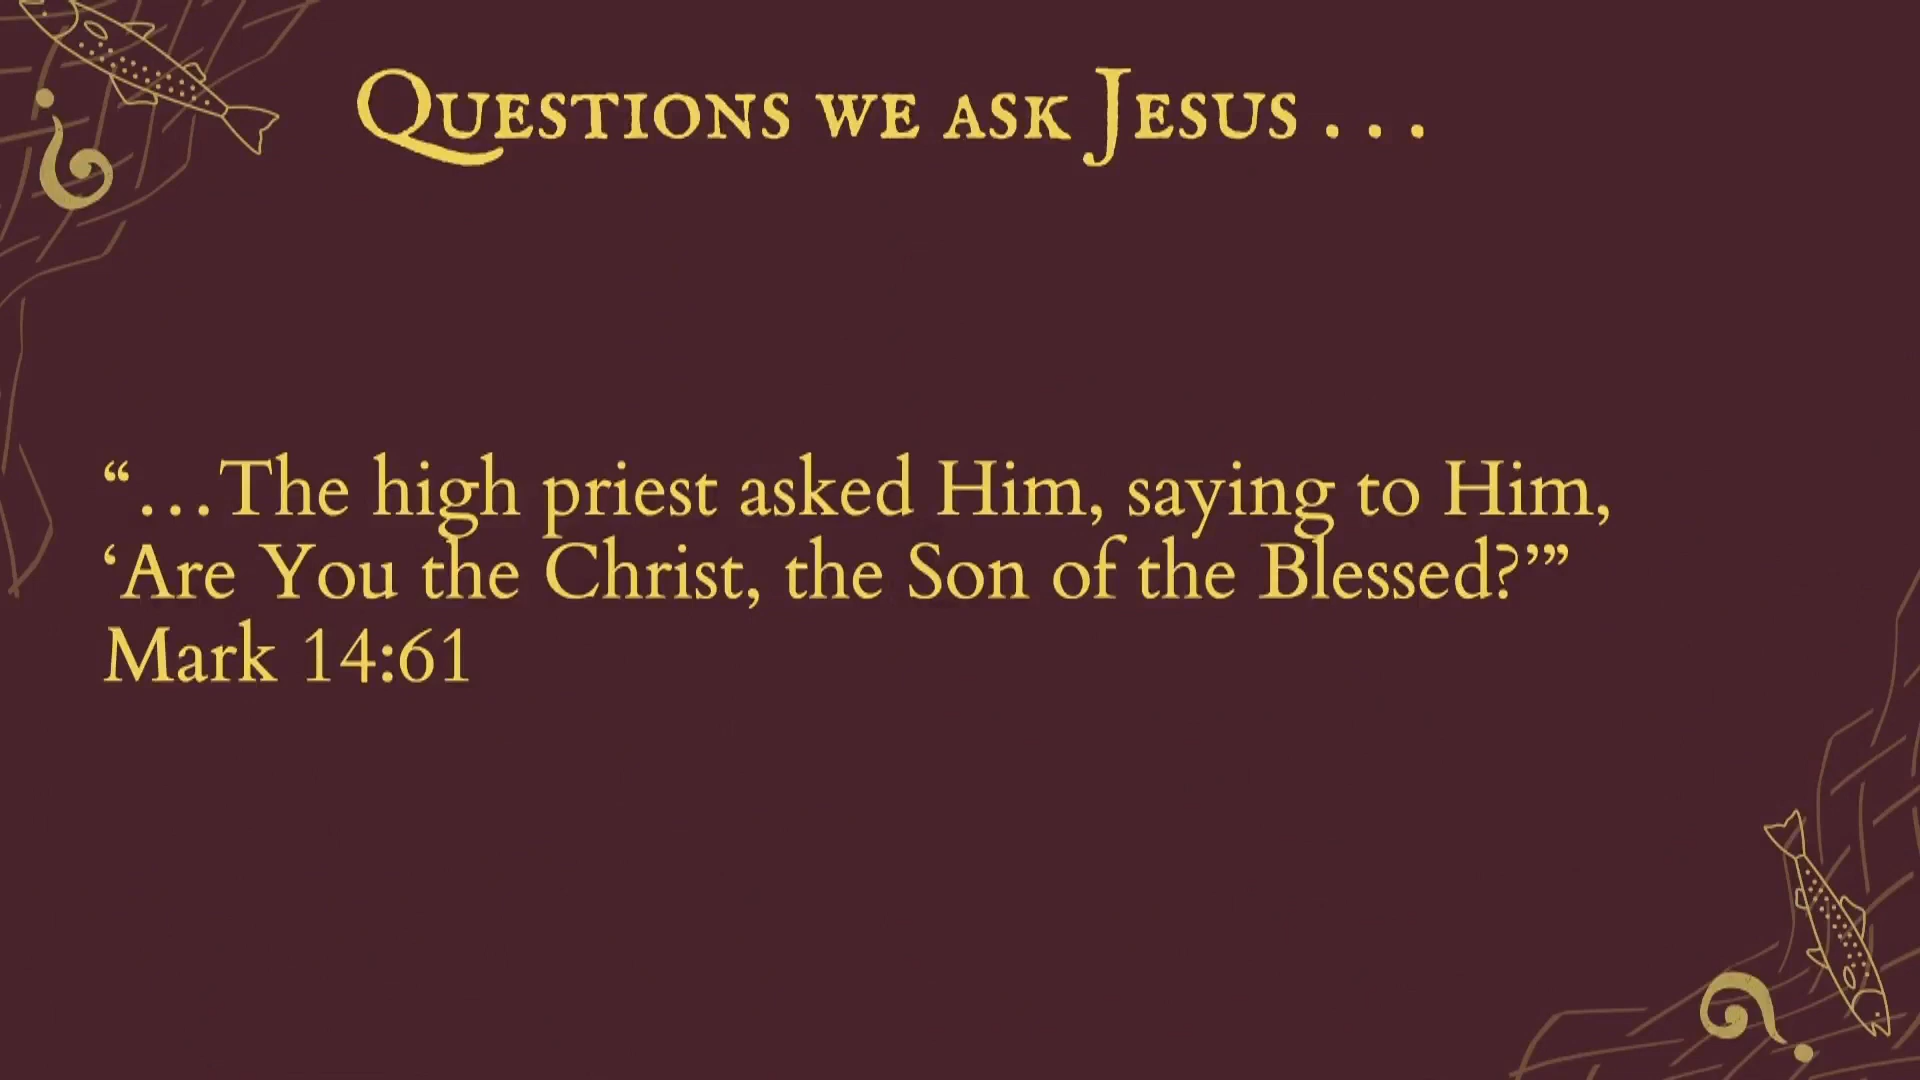 Questions we ask Jesus . . .
“…The high priest asked Him, saying to Him,
‘Are You the Christ, the Son of the Blessed?’”
Mark 14:61